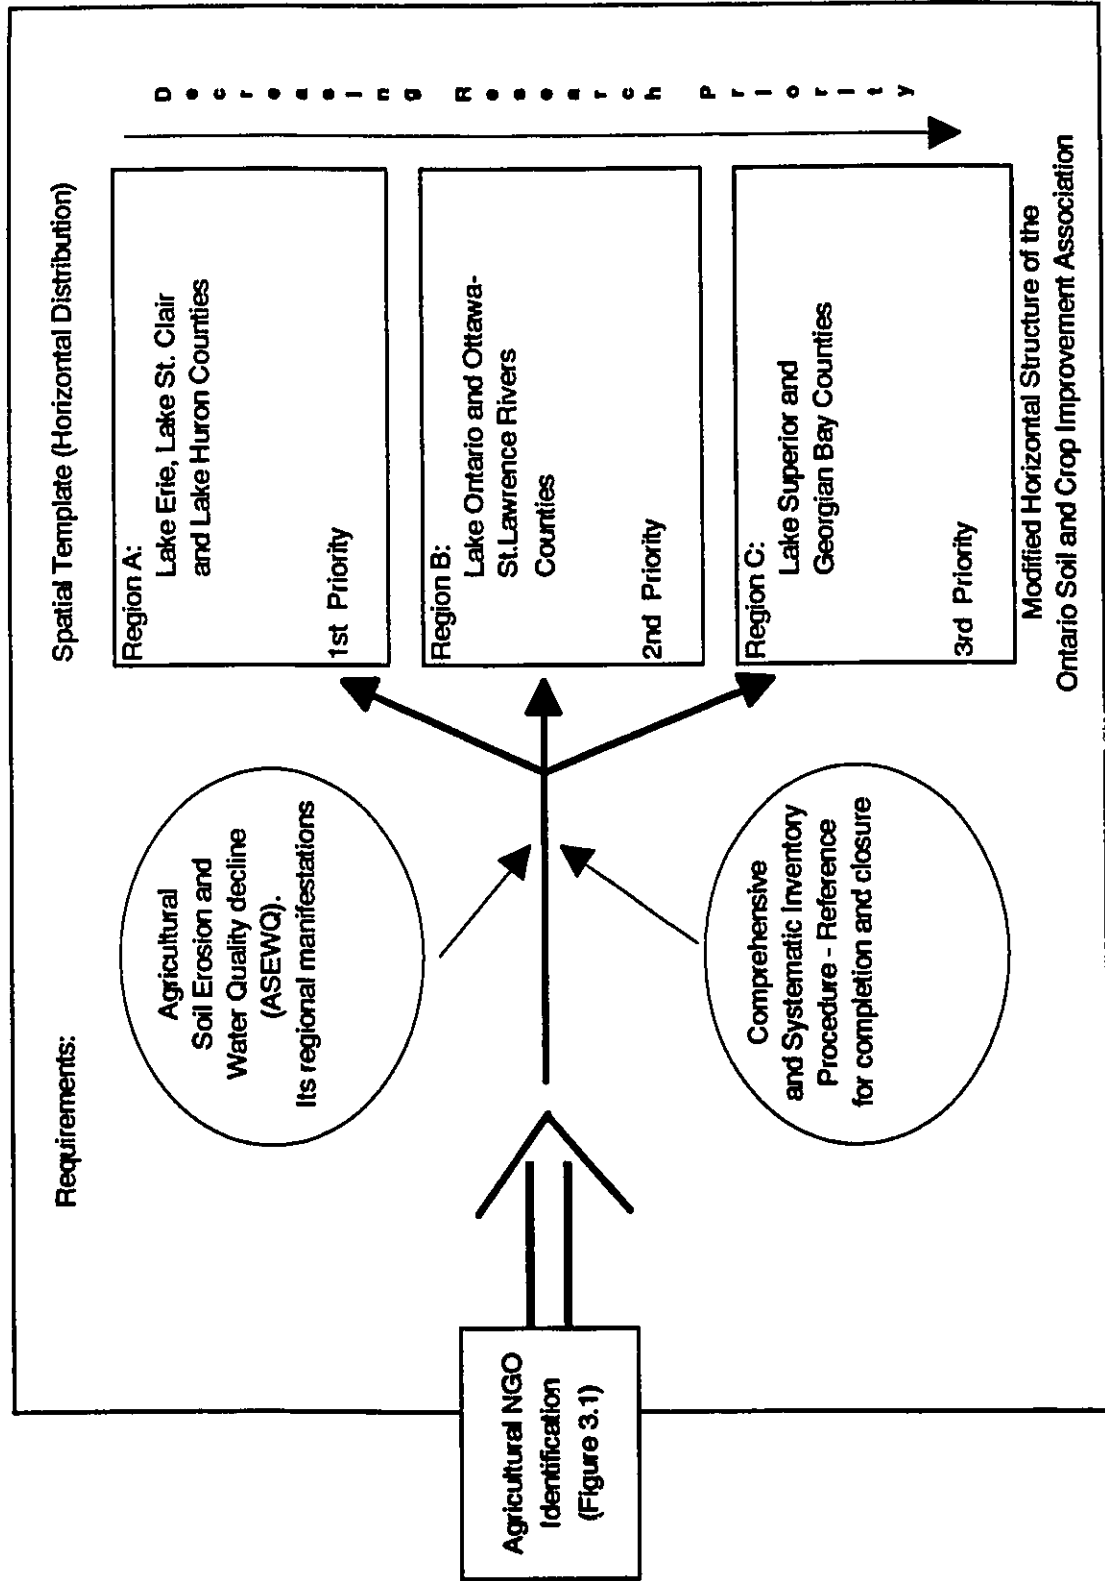 Requirements:
Spatial Template (Horizontal Distribution)
Agricultural NGO
Identification
(Figure 3.1)
Agricultural
Soil Erosion and
Water Quality decline
(ASEWQ).
Its regional manifestations
Comprehensive
and Systematic Inventory
Procedure - Reference
for completion and closure
Region A:
Lake Erie, Lake St. Clair
and Lake Huron Counties
1st Priority
Region B:
Lake Ontario and Ottawa-
St.Lawrence Rivers
Counties
2nd Priority
Region C:
Lake Superior and
Georgian Bay Counties
3rd Priority
Decreasing Research Priority
Modified Horizontal Structure of the
Ontario Soil and Crop Improvement Association